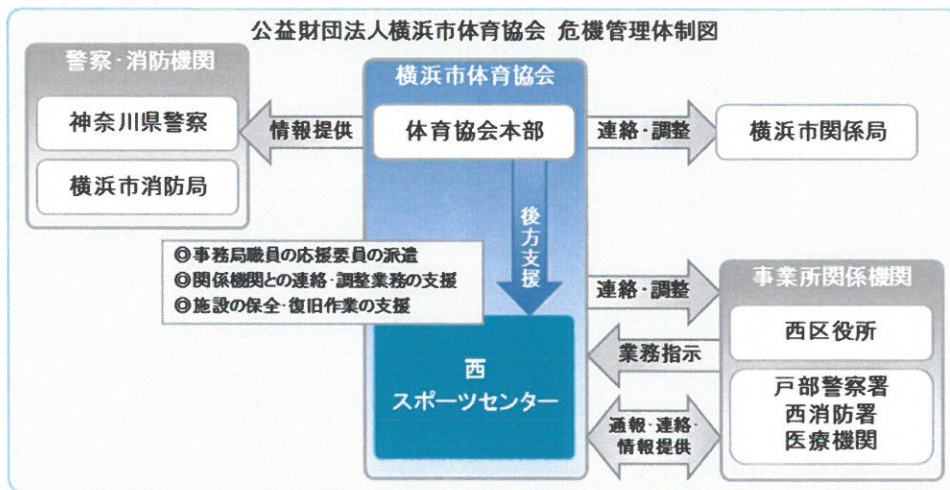 公益財団法人横浜市体育協会 危機管理体制図
警察・消防機関
神奈川県警察
横浜市消防局
情報提供
横浜市体育協会
体育協会本部
連絡・調整
横浜市関係局
後方支援
◎事務局職員の応援要員の派遣
◎関係機関との連絡・調整業務の支援
◎施設の保全・復旧作業の支援
西
スポーツセンター
連絡・調整
業務指示
通報・連絡・
情報提供
事業所関係機関
西区役所
戸部警察署
西消防署
医療機関